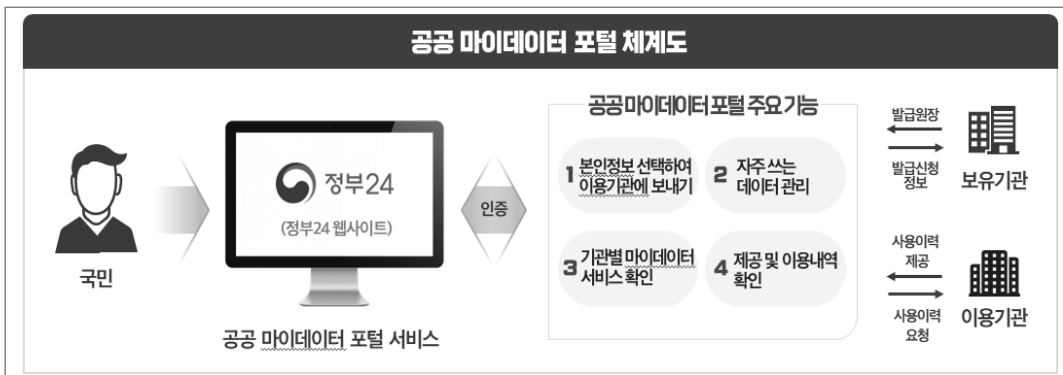 공공 마이데이터 포털 체계도
국민
정부24
(정부24 웹사이트)
공공 마이데이터 포털 서비스
인증
공공 마이데이터 포털 주요 기능
1 본인정보 선택하여
이용기관에 보내기
2 자주 쓰는
데이터 관리
3 기관별 마이데이터
서비스 확인
4 제공 및 이용내역
확인
발급원장
발급신청
정보
보유기관
사용이력
제공
사용이력
요청
이용기관